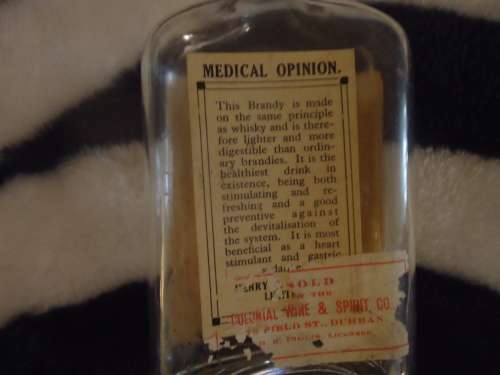 MEDICAL OPINION.
This Brandy is made
on the same principle
as whisky and is there-
fore lighter and more
digestible than ordin-
ary brandies. It is the
healthiest drink in
existence, being both
stimulating and re-
freshing and a good
preventive against
the devitalisation of
the system. It is most
beneficial as a heart
stimulant and gastric
SOLD
THE
COLONIAL WINE & SPIRIT CO.
FIELD ST., DURBAN.